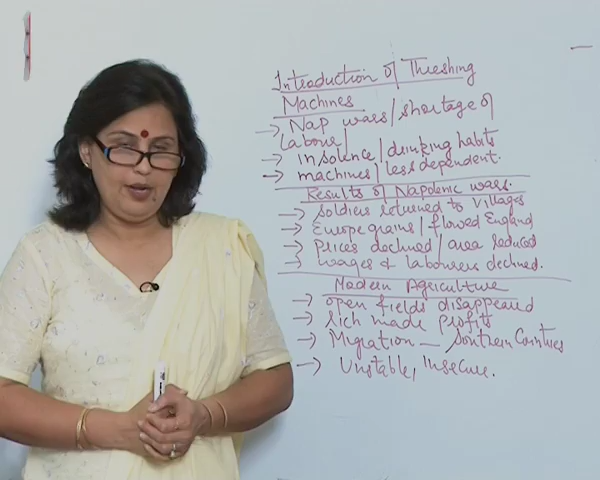 Introduction of Threshing
Machines
→ Nap wars/shortage of
labour/
→ insolence/drinking habits
→ machines/less dependent.
Results of Napolenic wars.
→ Soldiers returned to Villages
→ Europe grains/flowed England
→ Prices declined/area reduced
→ wages & labourers declined.
Modern Agriculture
→ open fields disappeared
→ Rich made profits
→ Migration — Southern Counties
→ Unstable, Insecure.